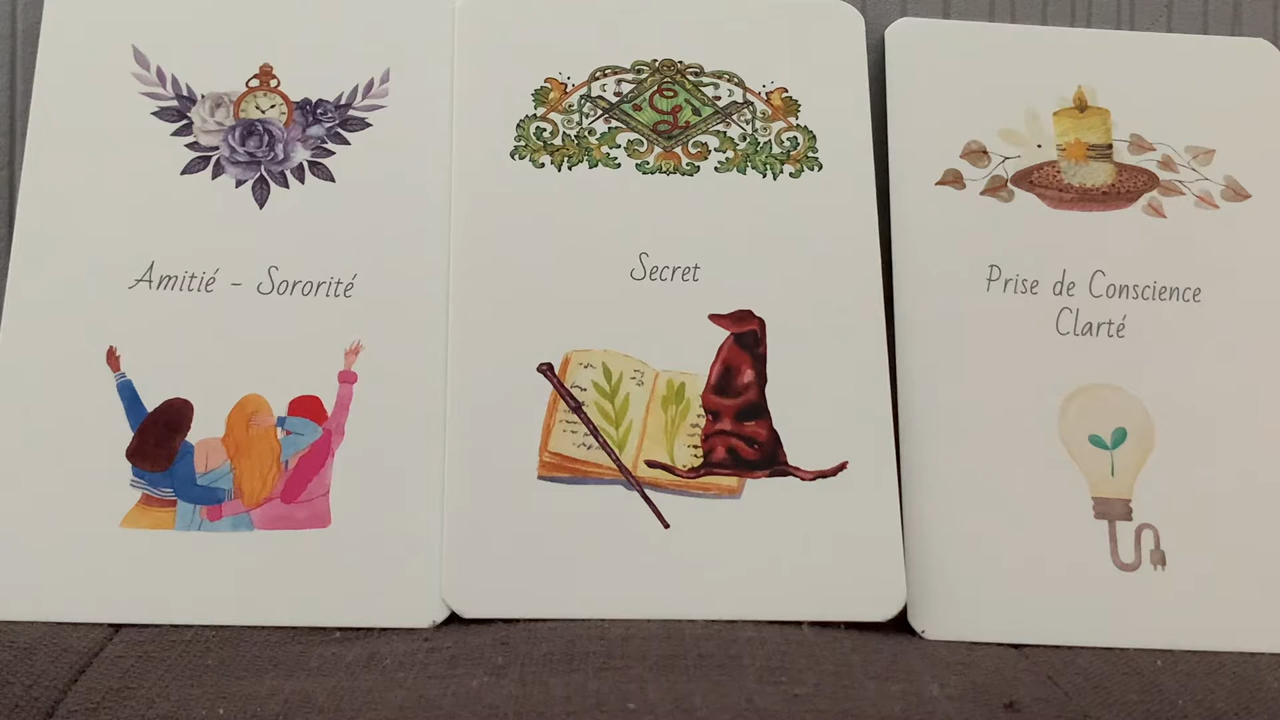 Amitié - Sororité
Secret
Prise de Conscience
Clarté